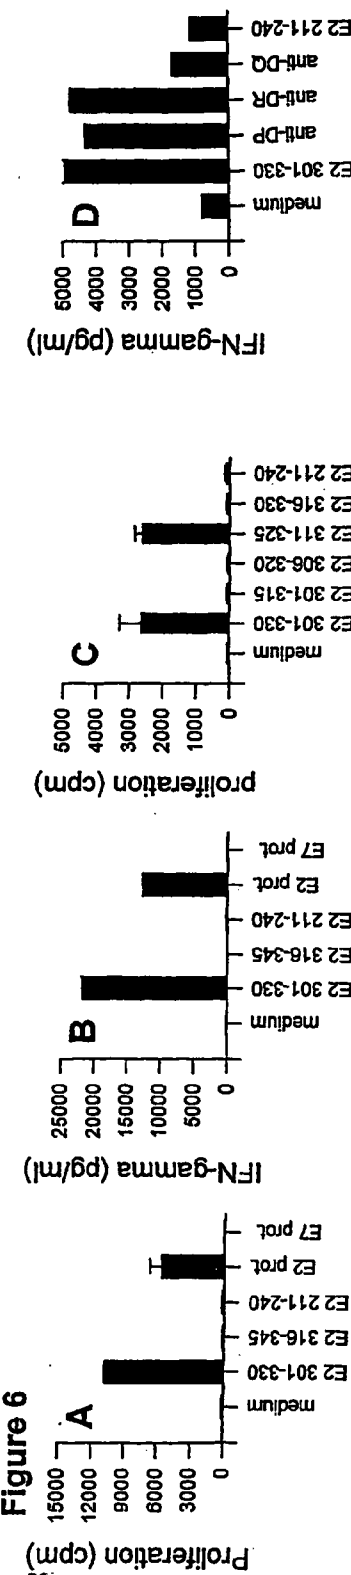 Figure 6
A
Proliferation (cpm)
15000
12000
9000
6000
3000
0
medium
E2 301-330
E2 316-345
E2 211-240
E2 prot.
E7 prot.
B
IFN-gamma (pg/ml)
25000
20000
15000
10000
5000
0
medium
E2 301-330
E2 316-345
E2 211-240
E2 prot.
E7 prot.
C
proliferation (cpm)
5000
4000
3000
2000
1000
0
medium
E2 301-330
E2 301-315
E2 306-320
E2 311-325
E2 316-330
E2 211-240
D
IFN-gamma (pg/ml)
5000
4000
3000
2000
1000
0
medium
E2 301-330
anti-DP
anti-DR
anti-DQ
E2 211-240